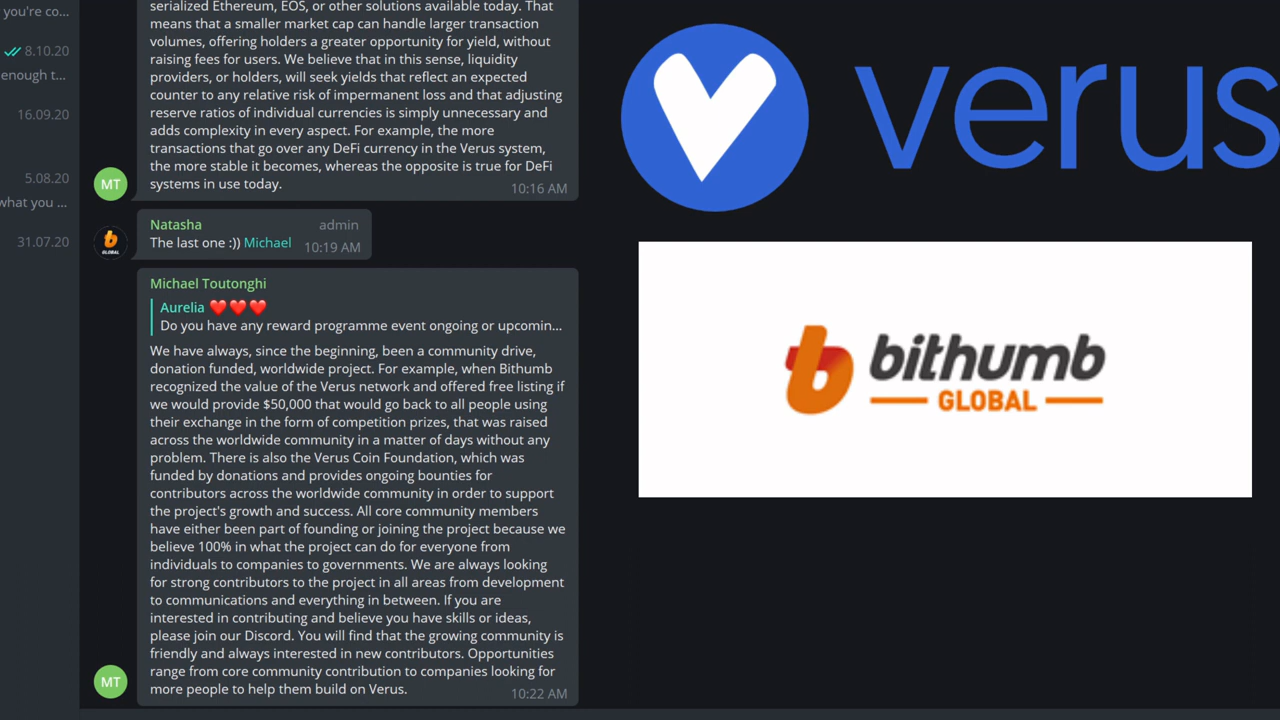 you're co...
8.10.20
enough t...
16.09.20
5.08.20
what you ...
31.07.20
serialized Ethereum, EOS, or other solutions available today. That
means that a smaller market cap can handle larger transaction
volumes, offering holders a greater opportunity for yield, without
raising fees for users. We believe that in this sense, liquidity
providers, or holders, will seek yields that reflect an expected
counter to any relative risk of impermanent loss and that adjusting
reserve ratios of individual currencies is simply unnecessary and
adds complexity in every aspect. For example, the more
transactions that go over any DeFi currency in the Verus system,
the more stable it becomes, whereas the opposite is true for DeFi
systems in use today.
10:16 AM
MT
Natasha admin
The last one :)) Michael 10:19 AM
GLOBAL
Michael Toutonghi
Aurelia ❤️❤️❤️
Do you have any reward programme event ongoing or upcomin...
We have always, since the beginning, been a community drive,
donation funded, worldwide project. For example, when Bithumb
recognized the value of the Verus network and offered free listing if
we would provide $50,000 that would go back to all people using
their exchange in the form of competition prizes, that was raised
across the worldwide community in a matter of days without any
problem. There is also the Verus Coin Foundation, which was
funded by donations and provides ongoing bounties for
contributors across the worldwide community in order to support
the project's growth and success. All core community members
have either been part of founding or joining the project because we
believe 100% in what the project can do for everyone from
individuals to companies to governments. We are always looking
for strong contributors to the project in all areas from development
to communications and everything in between. If you are
interested in contributing and believe you have skills or ideas,
please join our Discord. You will find that the growing community is
friendly and always interested in new contributors. Opportunities
range from core community contribution to companies looking for
more people to help them build on Verus.
10:22 AM
MT
verus
bithumb
GLOBAL